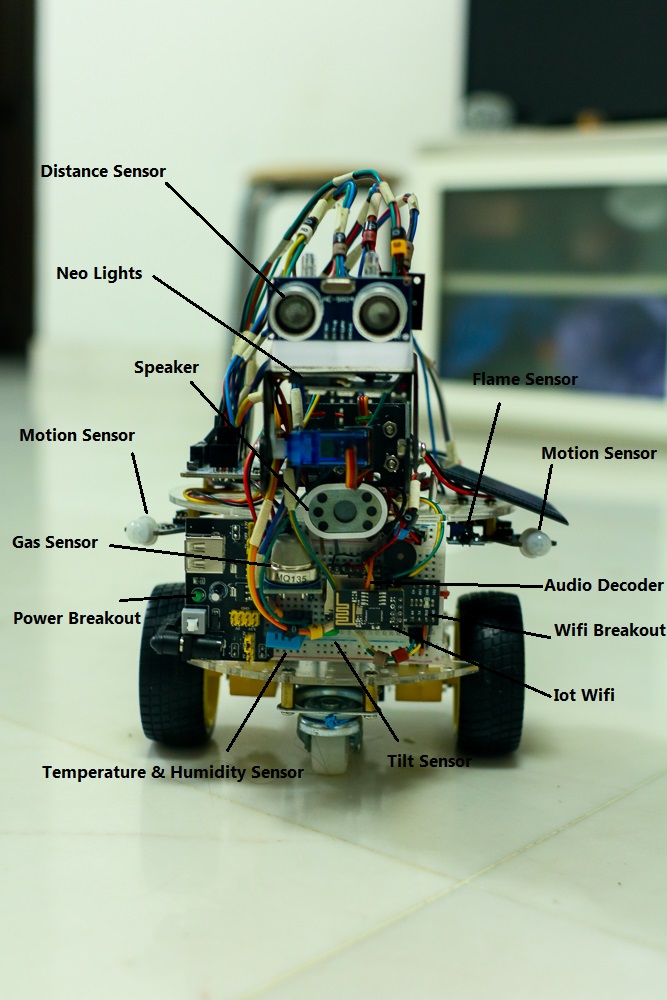 Distance Sensor
Neo Lights
Speaker
Flame Sensor
Motion Sensor
Motion Sensor
Gas Sensor
MQ135
Audio Decoder
Power Breakout
Wifi Breakout
Iot Wifi
Tilt Sensor
Temperature & Humidity Sensor